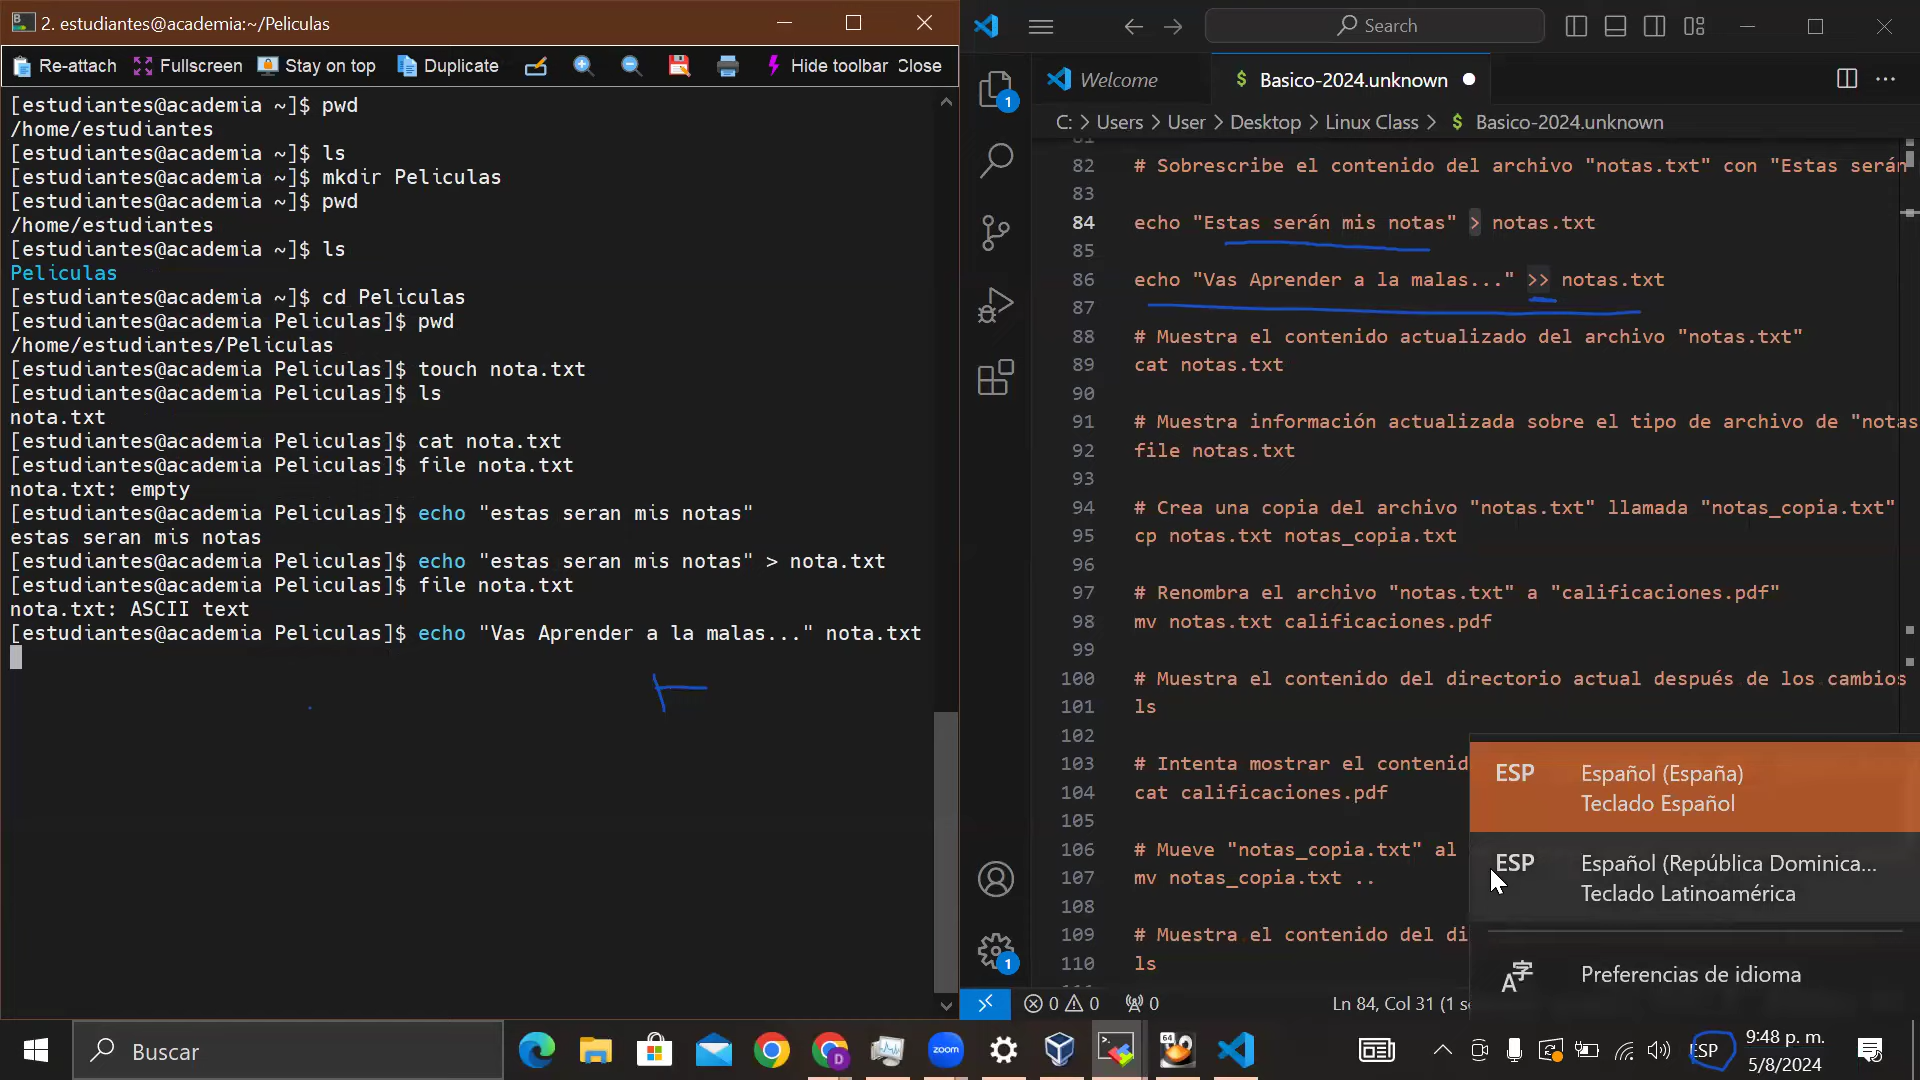 2. estudiantes@academia:~/Peliculas
Re-attach Fullscreen Stay on top Duplicate Hide toolbar Close
[estudiantes@academia ~]$ pwd
/home/estudiantes
[estudiantes@academia ~]$ ls
[estudiantes@academia ~]$ mkdir Peliculas
[estudiantes@academia ~]$ pwd
/home/estudiantes
[estudiantes@academia ~]$ ls
Peliculas
[estudiantes@academia ~]$ cd Peliculas
[estudiantes@academia Peliculas]$ pwd
/home/estudiantes/Peliculas
[estudiantes@academia Peliculas]$ touch nota.txt
[estudiantes@academia Peliculas]$ ls
nota.txt
[estudiantes@academia Peliculas]$ cat nota.txt
[estudiantes@academia Peliculas]$ file nota.txt
nota.txt: empty
[estudiantes@academia Peliculas]$ echo "estas seran mis notas"
estas seran mis notas
[estudiantes@academia Peliculas]$ echo "estas seran mis notas" > nota.txt
[estudiantes@academia Peliculas]$ file nota.txt
nota.txt: ASCII text
[estudiantes@academia Peliculas]$ echo "Vas Aprender a la malas..." nota.txt
Search
1
Welcome
$ Basico-2024.unknown
C: > Users > User > Desktop > Linux Class > $ Basico-2024.unknown
81
82 # Sobrescribe el contenido del archivo "notas.txt" con "Estas serán
83
84 echo "Estas serán mis notas" > notas.txt
85
86 echo "Vas Aprender a la malas..." >> notas.txt
87
88 # Muestra el contenido actualizado del archivo "notas.txt"
89 cat notas.txt
90
91 # Muestra información actualizada sobre el tipo de archivo de "notas
92 file notas.txt
93
94 # Crea una copia del archivo "notas.txt" llamada "notas_copia.txt"
95 cp notas.txt notas_copia.txt
96
97 # Renombra el archivo "notas.txt" a "calificaciones.pdf"
98 mv notas.txt calificaciones.pdf
99
100 # Muestra el contenido del directorio actual después de los cambios
101 ls
102
103 # Intenta mostrar el contenid
104 cat calificaciones.pdf
105
106 # Mueve "notas_copia.txt" al
107 mv notas_copia.txt ..
108
109 # Muestra el contenido del di
110 ls
1
ESP Español (España)
Teclado Español
ESP Español (República Dominica...
Teclado Latinoamérica
Preferencias de idioma
0 0 0 Ln 84, Col 31 (1 se
Buscar
zoom
64
D
ESP
9:48 p. m.
5/8/2024